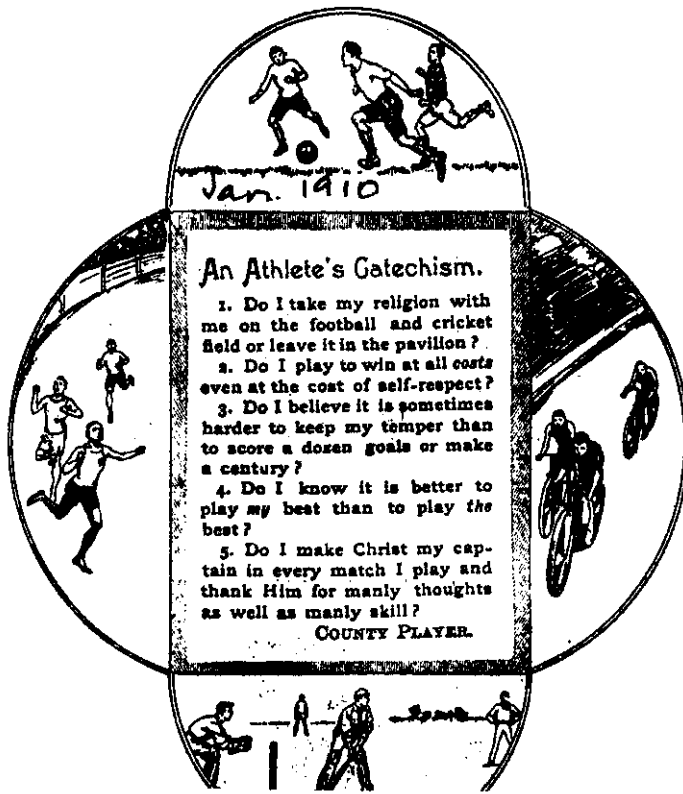 Jan. 1910
An Athlete's Catechism.
1. Do I take my religion with
me on the football and cricket
field or leave it in the pavilion?
2. Do I play to win at all costs
even at the cost of self-respect?
3. Do I believe it is sometimes
harder to keep my temper than
to score a dozen goals or make
a century?
4. Do I know it is better to
play my best than to play the
best?
5. Do I make Christ my cap-
tain in every match I play and
thank Him for manly thoughts
as well as manly skill?
COUNTY PLAYER.